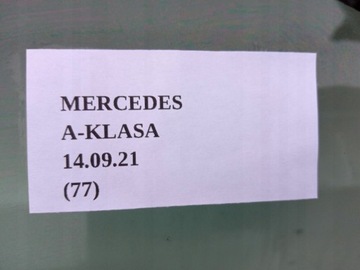 MERCEDES
A-KLASA
14.09.21
(77)